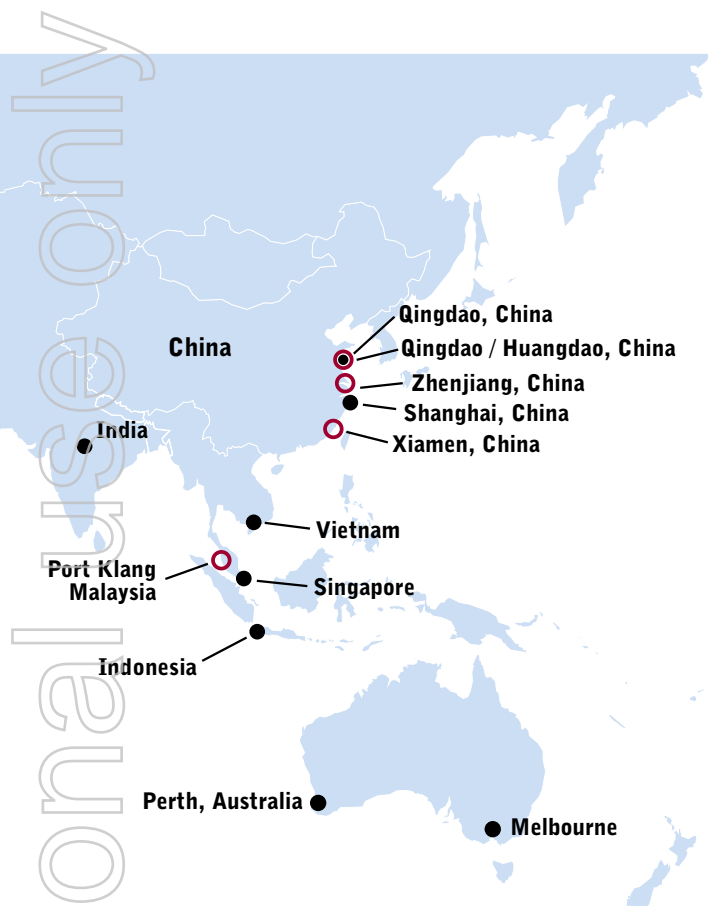 Qingdao, China
China
Qingdao / Huangdao, China
Zhenjiang, China
Shanghai, China
India
Xiamen, China
Vietnam
Port Klang
Malaysia
Singapore
Indonesia
Perth, Australia
Melbourne
onal use only